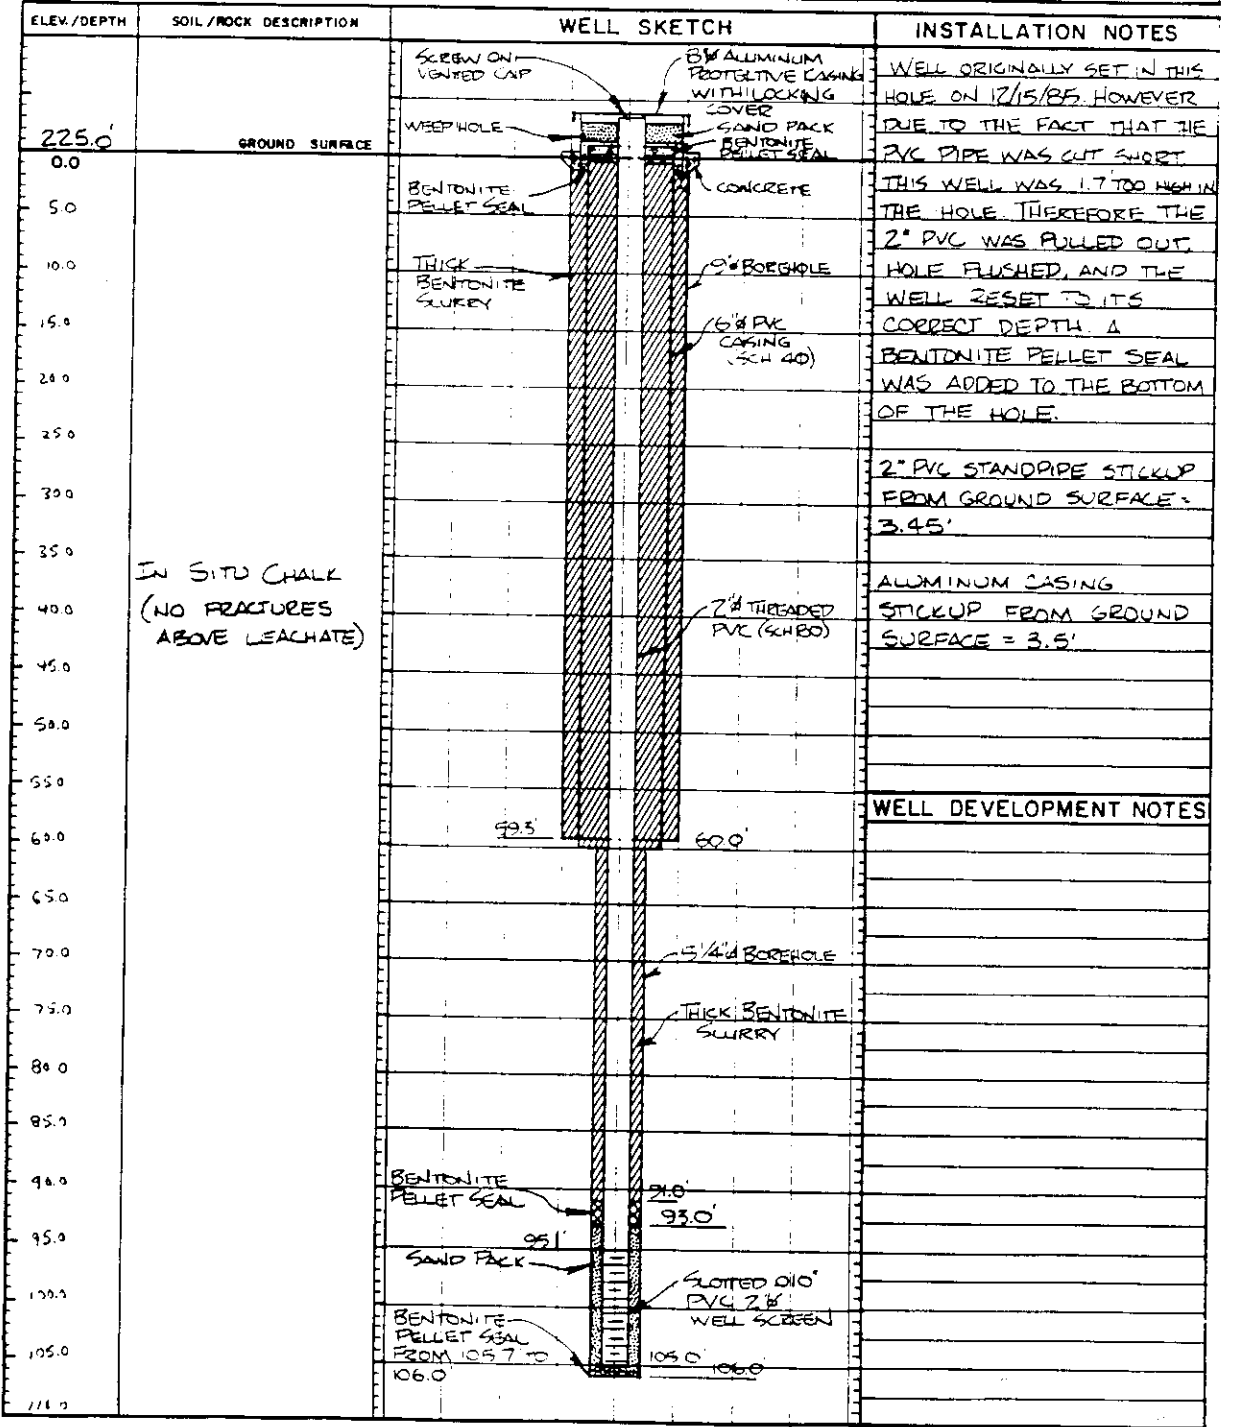 ELEV./DEPTH
SOIL/ROCK DESCRIPTION
WELL SKETCH
INSTALLATION NOTES
225.0'
GROUND SURFACE
0.0
5.0
10.0
15.0
20.0
25.0
30.0
35.0
40.0
45.0
50.0
55.0
60.0
65.0
70.0
75.0
80.0
85.0
90.0
95.0
100.0
105.0
110.0
IN SITU CHALK
(NO FRACTURES
ABOVE LEACHATE)
SCREW ON
VENTED CAP
8"ø ALUMINUM
PROTECTIVE CASING
WITH LOCKING
COVER
WEEP HOLE
SAND PACK
BENTONITE
PELLET SEAL
BENTONITE
PELLET SEAL
CONCRETE
THICK
BENTONITE
SLURRY
9"ø BOREHOLE
6"ø PVC
CASING
(SCH 40)
2"ø THREADED
PVC (SCH 80)
59.5'
60.0'
5 1/4"ø BOREHOLE
THICK BENTONITE
SLURRY
BENTONITE
PELLET SEAL
91.0'
93.0'
95.1'
SAND PACK
SLOTTED .010"
PVC 2"ø
WELL SCREEN
BENTONITE
PELLET SEAL
FROM 105.7 TO
106.0'
105.0'
106.0'
WELL ORIGINALLY SET IN THIS
HOLE ON 12/15/85. HOWEVER
DUE TO THE FACT THAT THE
PVC PIPE WAS CUT SHORT
THIS WELL WAS 1.7' TOO HIGH IN
THE HOLE. THEREFORE THE
2" PVC WAS PULLED OUT,
HOLE FLUSHED, AND THE
WELL RESET TO ITS
CORRECT DEPTH. A
BENTONITE PELLET SEAL
WAS ADDED TO THE BOTTOM
OF THE HOLE.
2" PVC STANDPIPE STICKUP
FROM GROUND SURFACE =
3.45'
ALUMINUM CASING
STICKUP FROM GROUND
SURFACE = 3.5'
WELL DEVELOPMENT NOTES